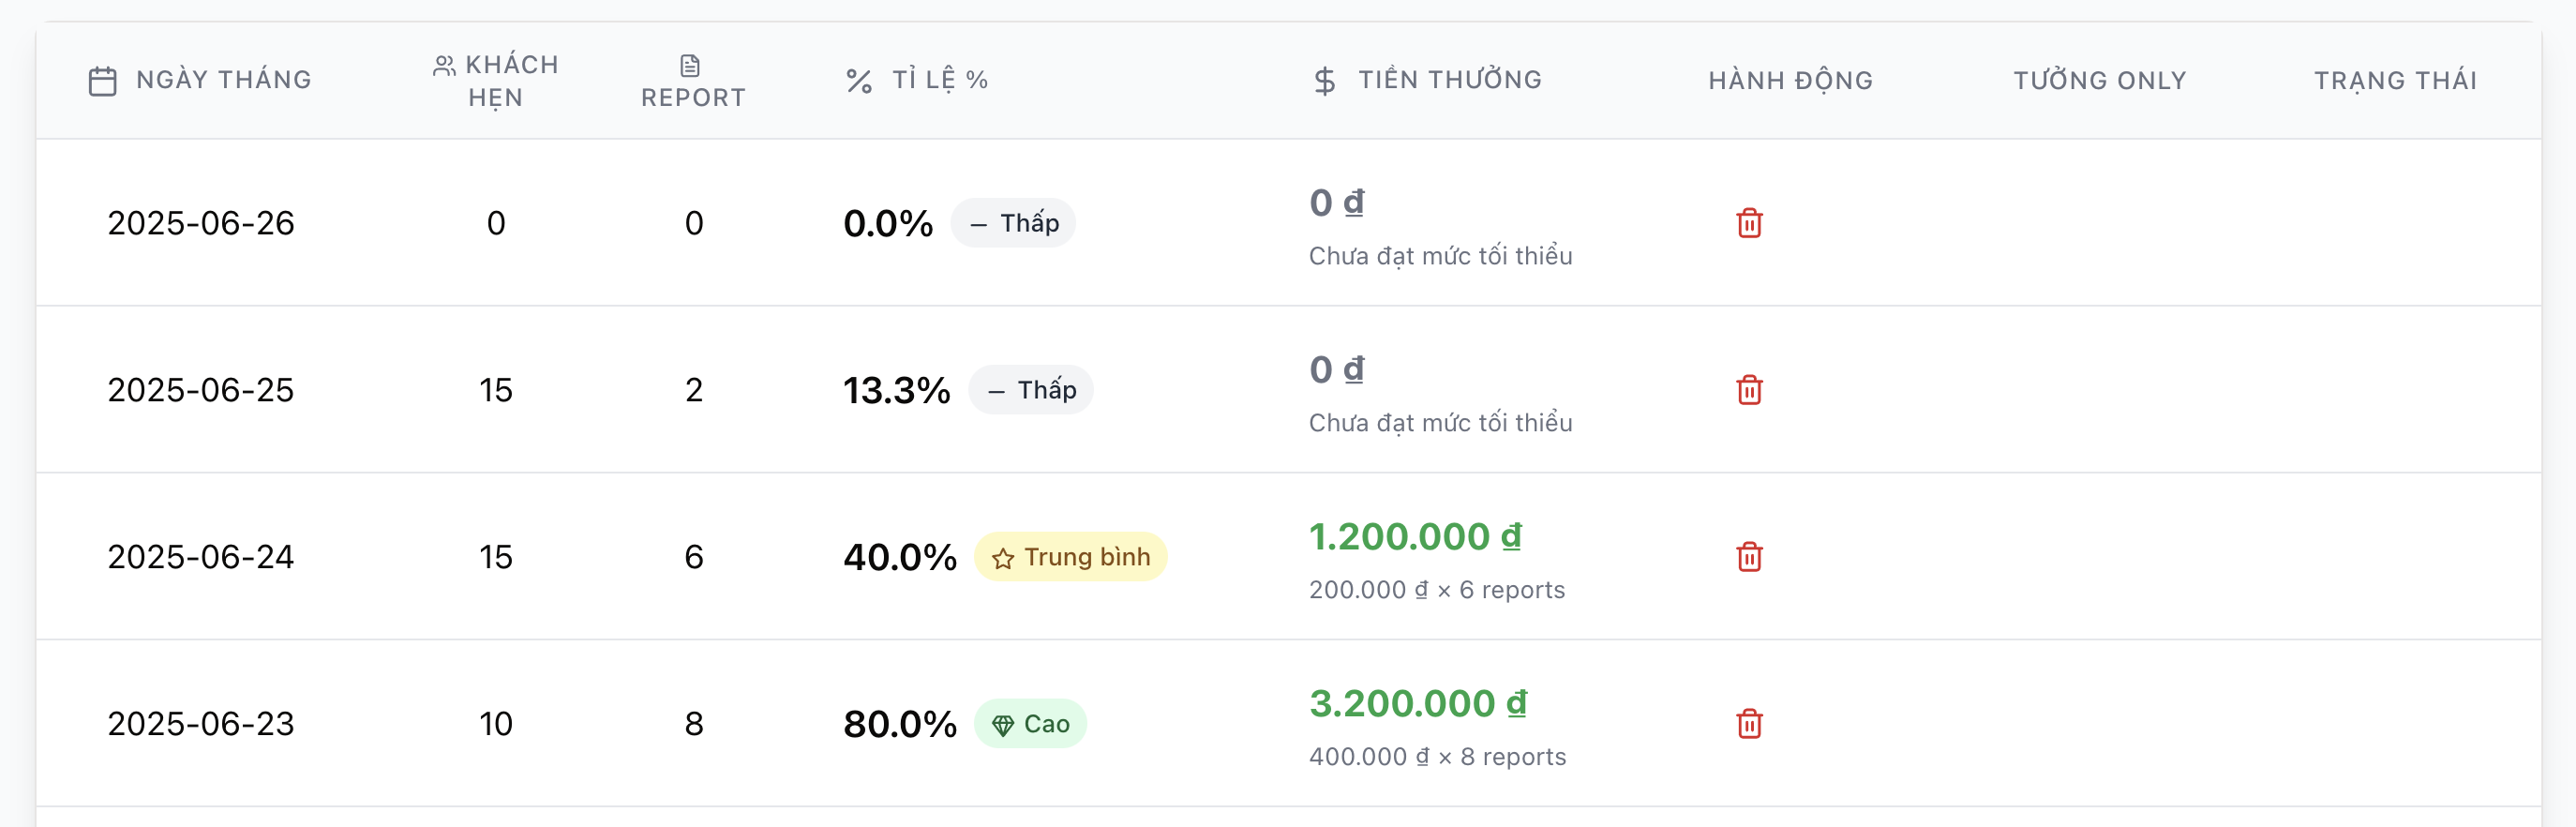 NGÀY THÁNG
KHÁCH
HẸN
REPORT
TỈ LỆ %
TIỀN THƯỞNG
HÀNH ĐỘNG
TƯỞNG ONLY
TRẠNG THÁI
2025-06-26
0
0
0.0%
– Thấp
0 ₫
Chưa đạt mức tối thiểu
2025-06-25
15
2
13.3%
– Thấp
0 ₫
Chưa đạt mức tối thiểu
2025-06-24
15
6
40.0%
Trung bình
1.200.000 ₫
200.000 ₫ × 6 reports
2025-06-23
10
8
80.0%
Cao
3.200.000 ₫
400.000 ₫ × 8 reports